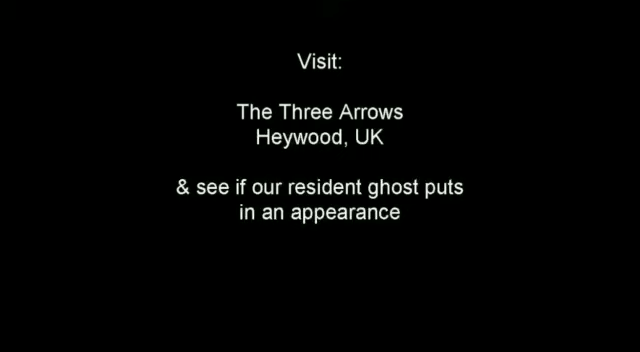 Visit:
The Three Arrows
Heywood, UK
& see if our resident ghost puts
in an appearance